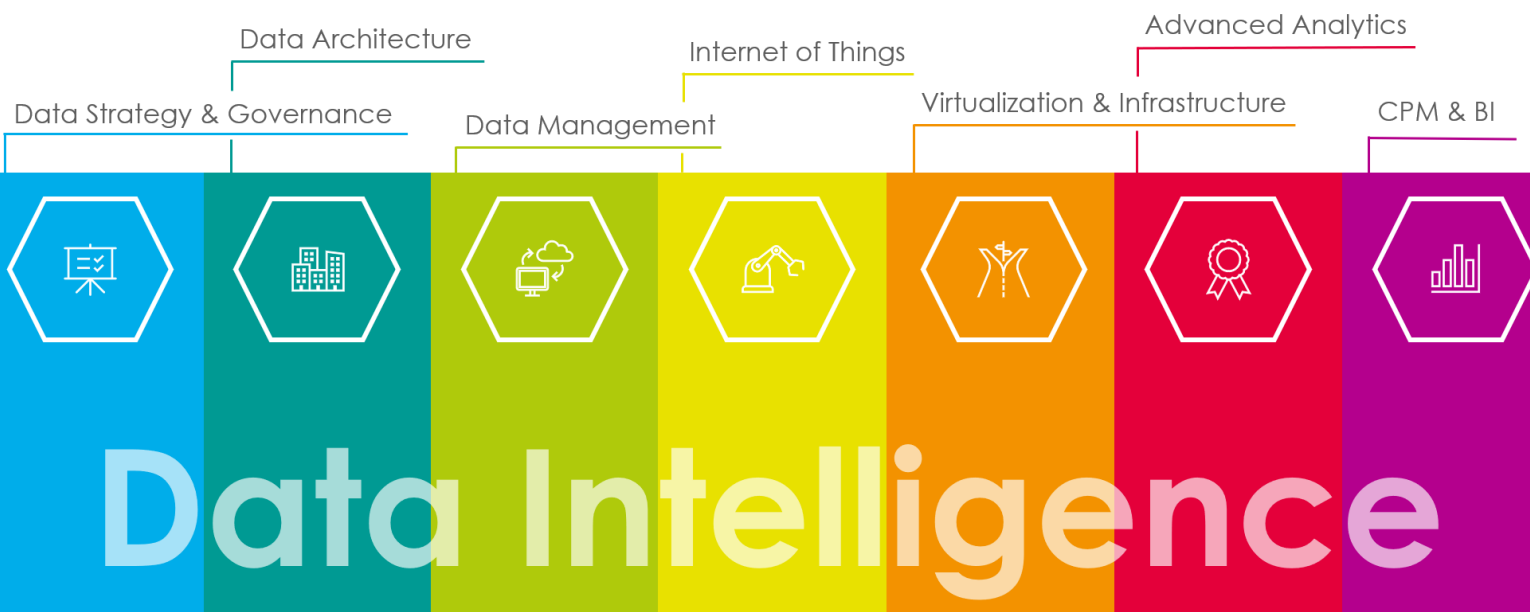 Data Strategy & Governance
Data Architecture
Data Management
Internet of Things
Virtualization & Infrastructure
Advanced Analytics
CPM & BI
Data Intelligence